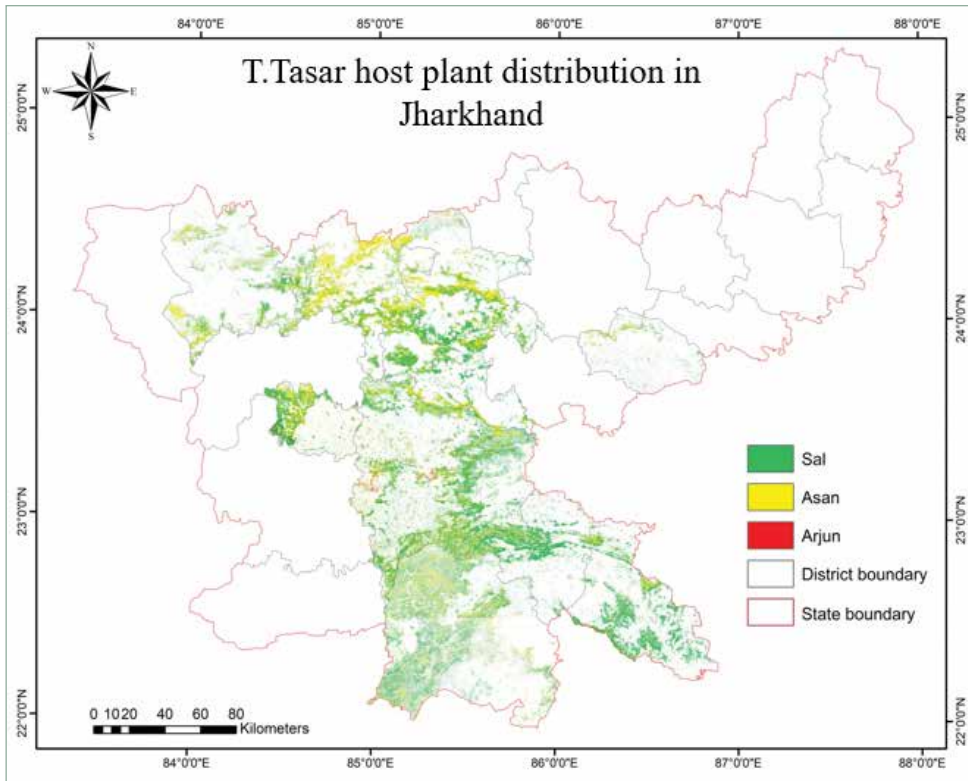 84°0'0"E 85°0'0"E 86°0'0"E 87°0'0"E 88°0'0"E
N
W E
S
T.Tasar host plant distribution in
Jharkhand
25°0'0"N 25°0'0"N
24°0'0"N 24°0'0"N
23°0'0"N 23°0'0"N
22°0'0"N 22°0'0"N
Sal
Asan
Arjun
District boundary
State boundary
0 10 20 40 60 80
Kilometers
84°0'0"E 85°0'0"E 86°0'0"E 87°0'0"E 88°0'0"E